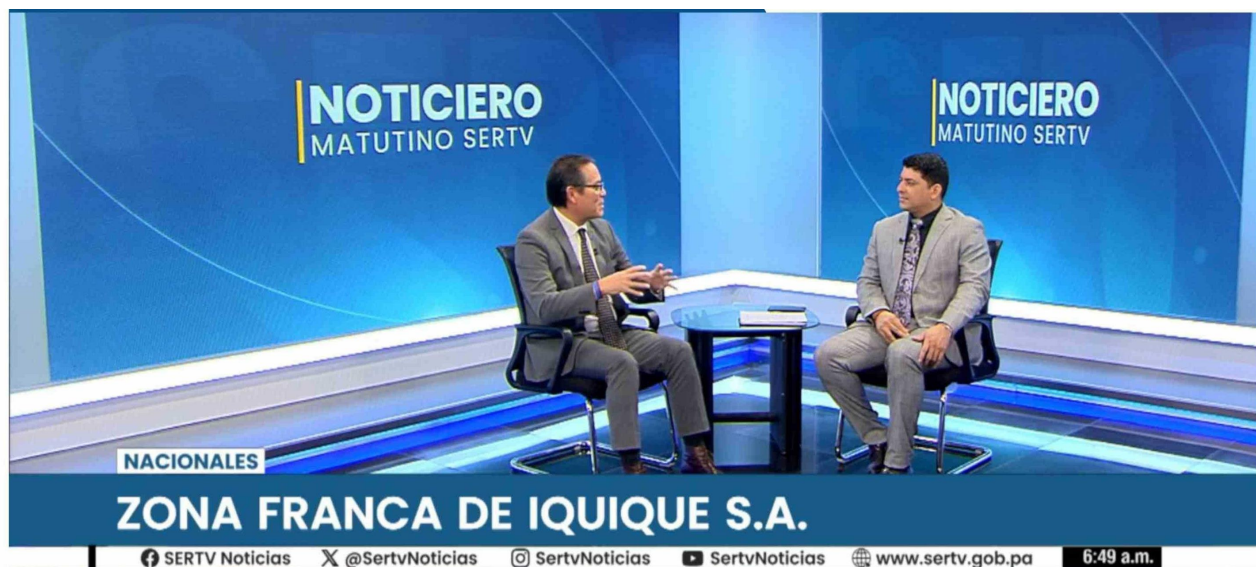 NOTICIERO
MATUTINO SERTV
NOTICIERO
MATUTINO SERTV
NACIONALES
ZONA FRANCA DE IQUIQUE S.A.
SERTV Noticias @SertvNoticias SertvNoticias SertvNoticias www.sertv.gob.pa 6:49 a.m.